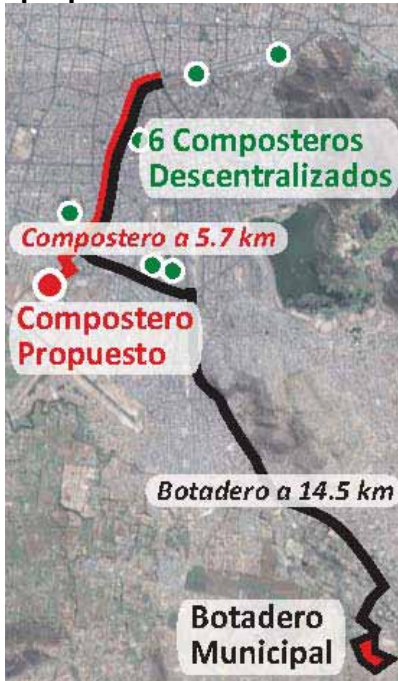 6 Composteros
Descentralizados
Compostero a 5.7 km
Compostero
Propuesto
Botadero a 14.5 km
Botadero
Municipal